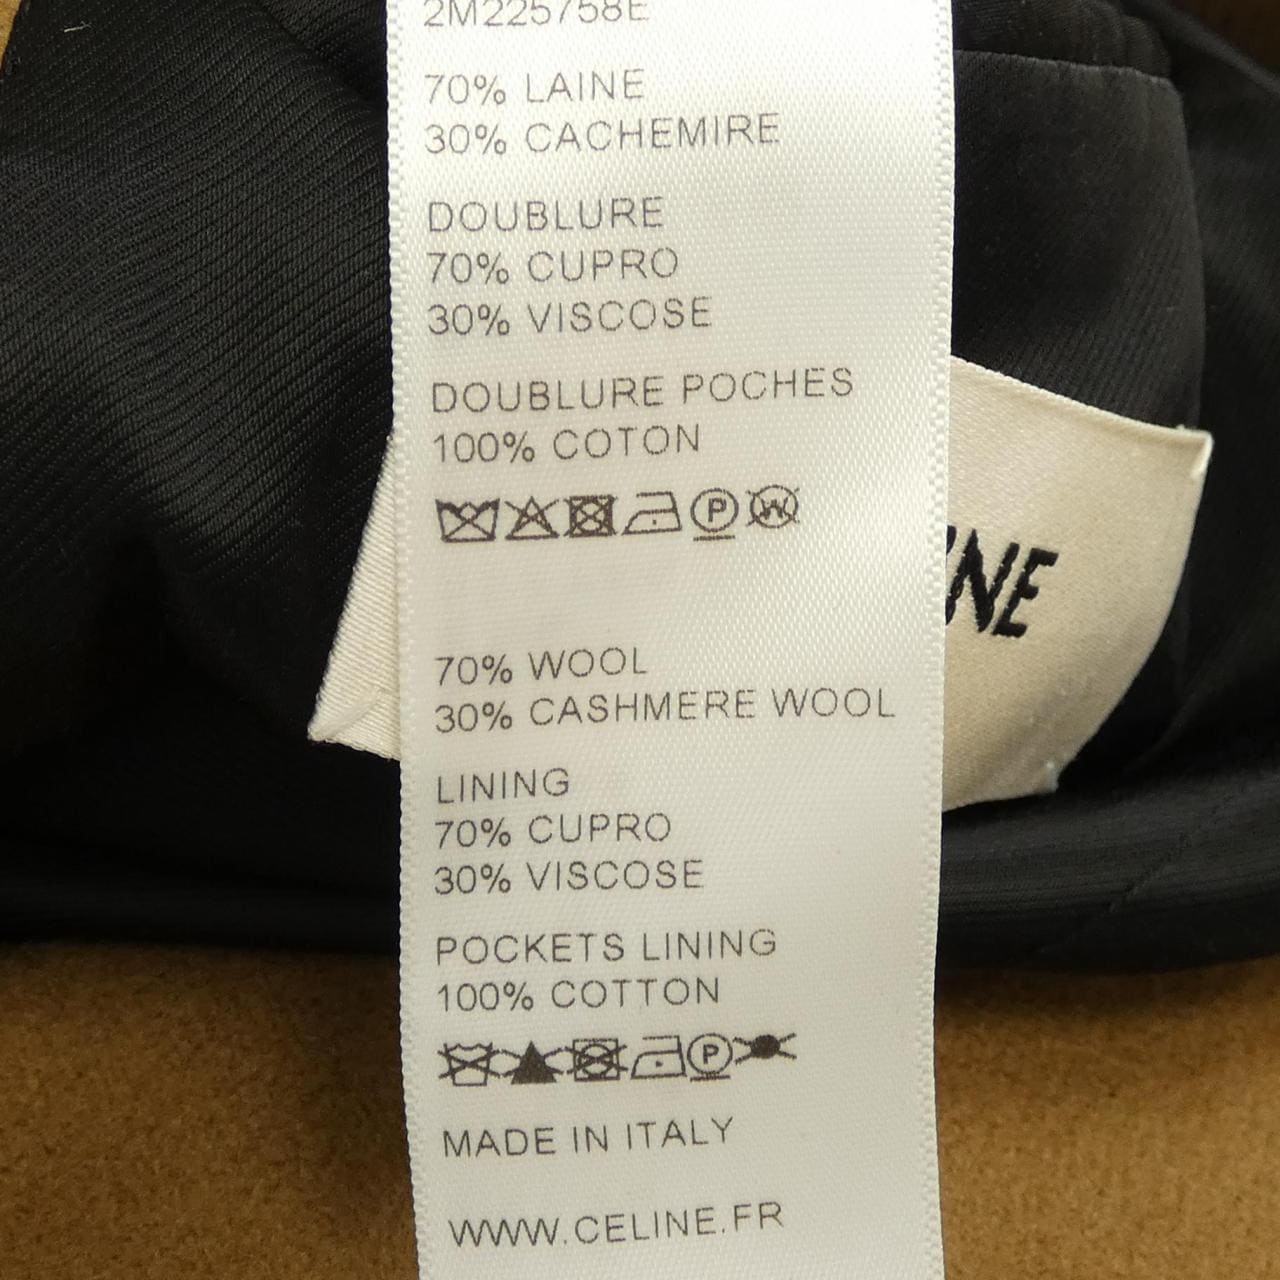 2M225758E
70% LAINE
30% CACHEMIRE
DOUBLURE
70% CUPRO
30% VISCOSE
DOUBLURE POCHES
100% COTON
P W
70% WOOL
30% CASHMERE WOOL
LINING
70% CUPRO
30% VISCOSE
POCKETS LINING
100% COTTON
P
MADE IN ITALY
WWW.CELINE.FR
INE